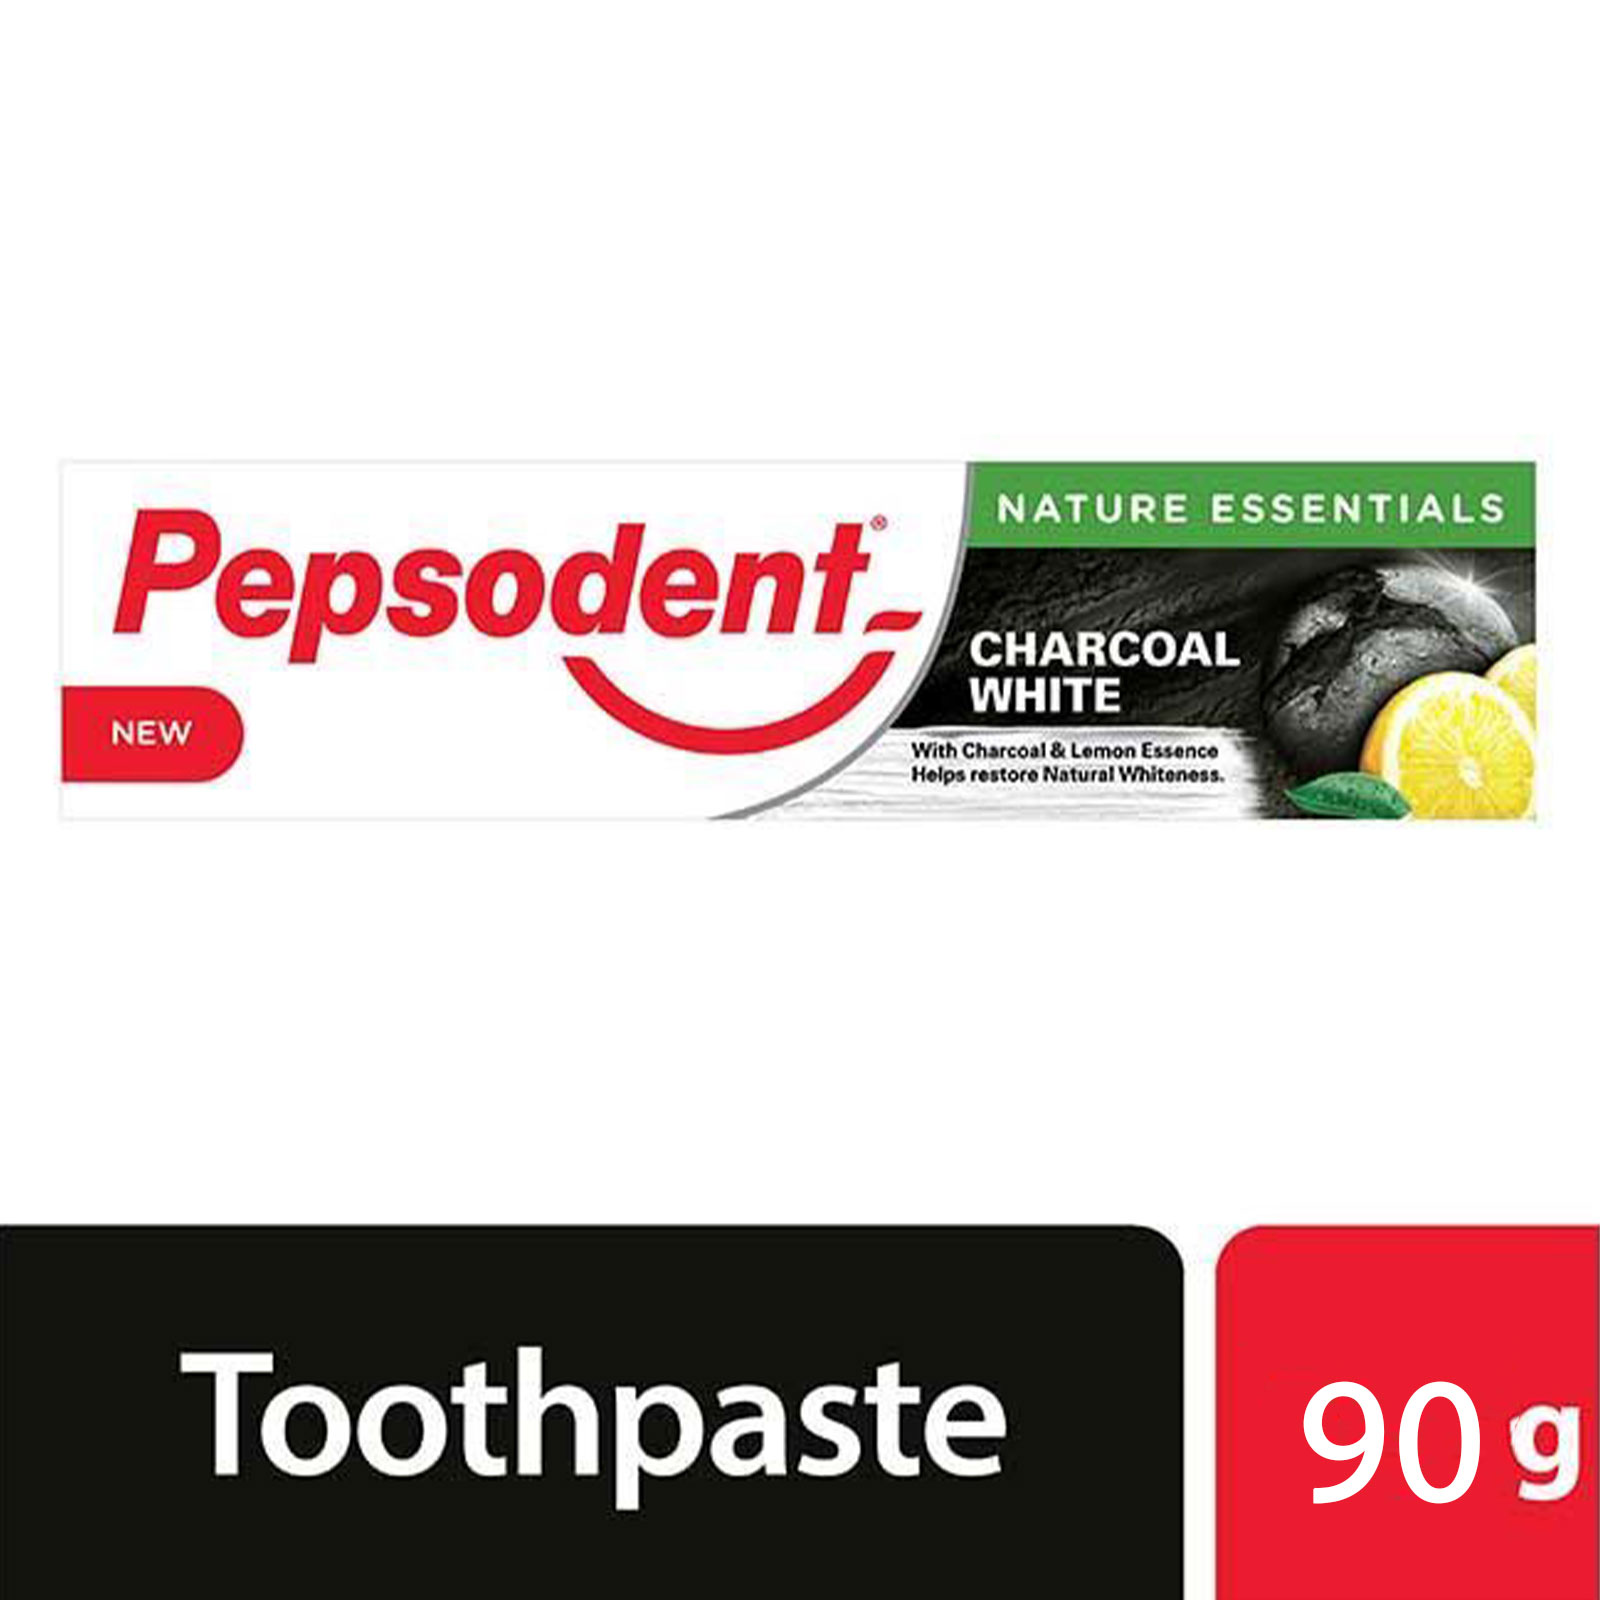 Pepsodent®
NEW
NATURE ESSENTIALS
CHARCOAL
WHITE
With Charcoal & Lemon Essence
Helps restore Natural Whiteness.
Toothpaste
90 g